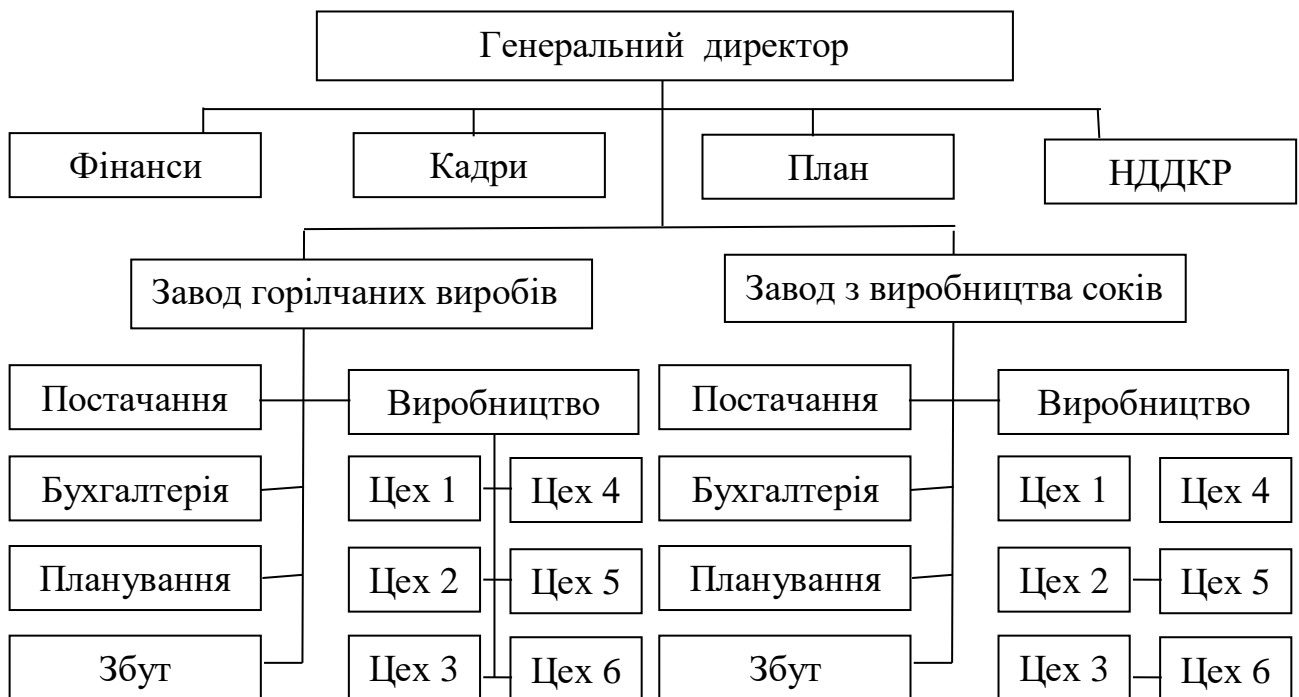 Генеральний директор
Фінанси
Кадри
План
НДДКР
Завод горілчаних виробів
Завод з виробництва соків
Постачання
Виробництво
Постачання
Виробництво
Бухгалтерія
Цех 1
Цех 4
Бухгалтерія
Цех 1
Цех 4
Планування
Цех 2
Цех 5
Планування
Цех 2
Цех 5
Збут
Цех 3
Цех 6
Збут
Цех 3
Цех 6